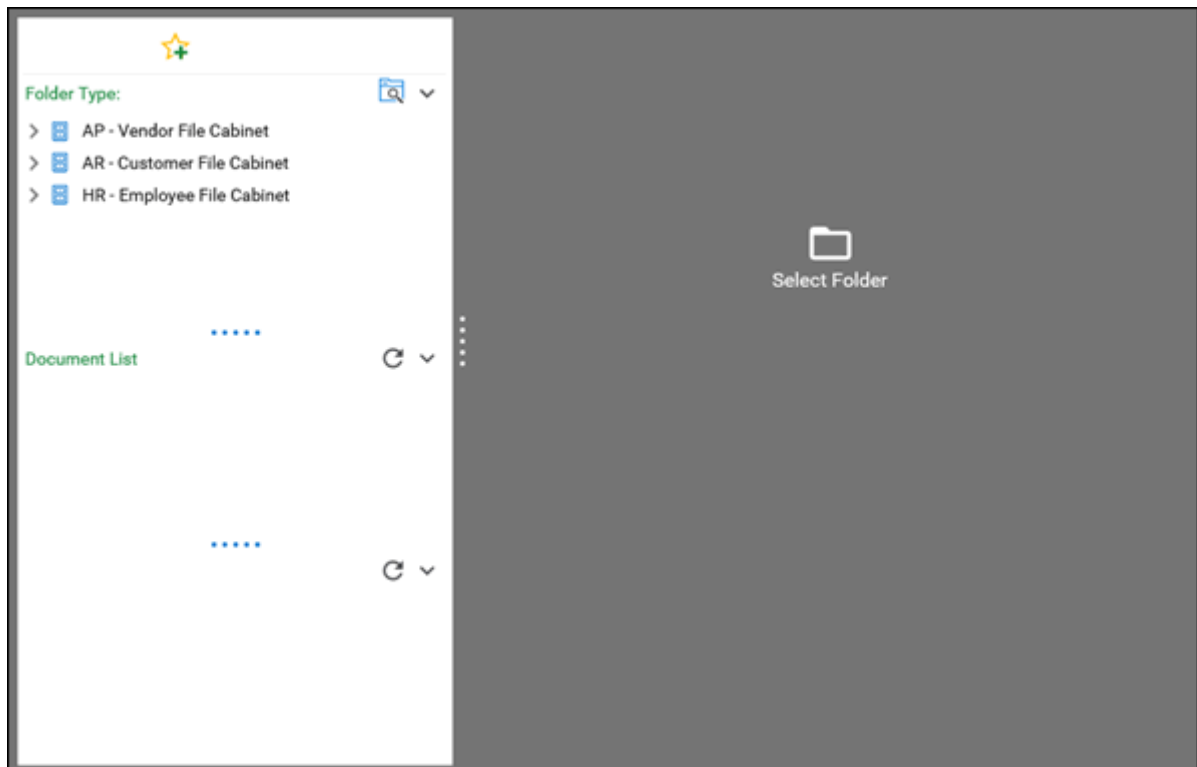 Folder Type:
AP - Vendor File Cabinet
AR - Customer File Cabinet
HR - Employee File Cabinet
Select Folder
Document List